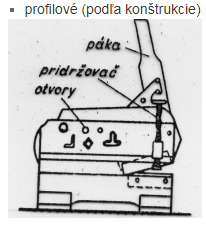 profilové (podľa konštrukcie)
páka
pridržovač
otvory